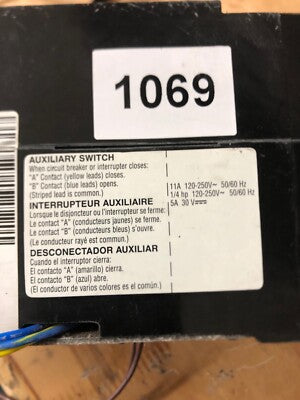 1069
AUXILIARY SWITCH
When circuit breaker or interrupter closes:
"A" Contact (yellow leads) closes.
"B" Contact (blue leads) opens.
(Striped lead is common.)
INTERRUPTEUR AUXILIAIRE
Lorsque le disjoncteur ou l'interrupteur se ferme:
Le contact "A" (conducteurs jaunes) se ferme.
Le contact "B" (conducteurs bleus) s'ouvre.
(Le conducteur rayé est commun.)
DESCONECTADOR AUXILIAR
Cuando el interruptor cierra:
El contacto "A" (amarillo) cierra.
El contacto "B" (azul) abre.
(El conductor de varios colores es el común.)
11A 120-250V~ 50/60 Hz
1/4 hp 120-250V~ 50/60 Hz
5A 30 V⎓